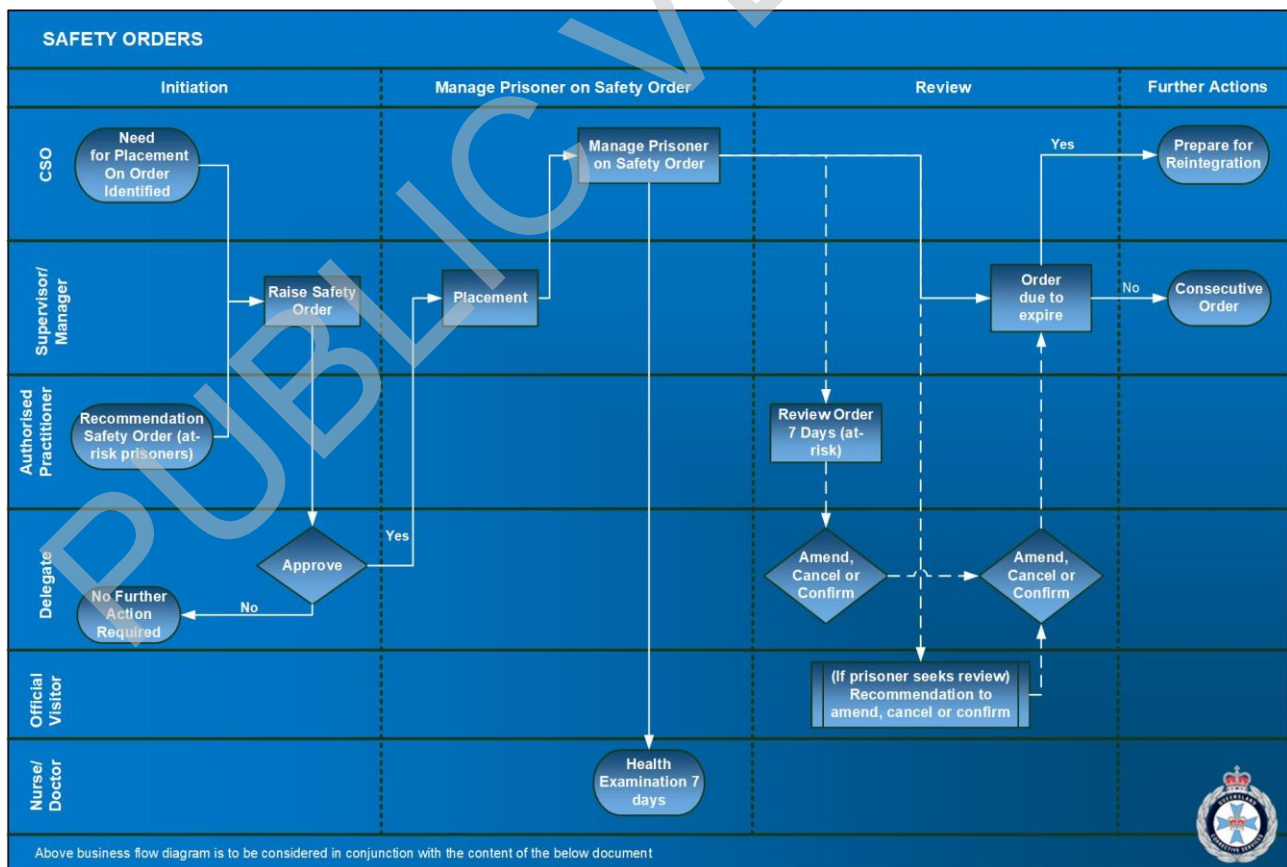 SAFETY ORDERS
Initiation
Manage Prisoner on Safety Order
Review
Further Actions
CSO
Need
for Placement
On Order
Identified
Manage Prisoner
on Safety Order
Yes
Prepare for
Reintegration
Supervisor/
Manager
Raise Safety
Order
Placement
Order
due to
expire
No
Consecutive
Order
Authorised
Practitioner
Recommendation
Safety Order (at-
risk prisoners)
Review Order
7 Days (at-
risk)
Delegate
Approve
Yes
No
No Further
Action
Required
Amend,
Cancel or
Confirm
Amend,
Cancel or
Confirm
Official
Visitor
(If prisoner seeks review)
Recommendation to
amend, cancel or confirm
Nurse/
Doctor
Health
Examination 7
days
Above business flow diagram is to be considered in conjunction with the content of the below document
QUEENSLAND
CORRECTIVE SERVICES
PUBLIC VE